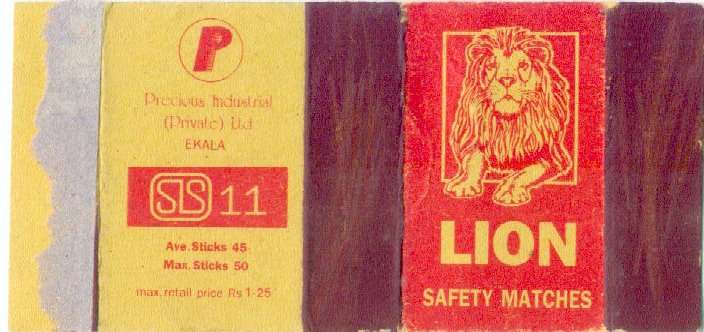 P
Precious Industrial
(Private) Ltd
EKALA
SLS 11
Ave. Sticks 45
Max. Sticks 50
max. retail price Rs 1-25
LION
SAFETY MATCHES